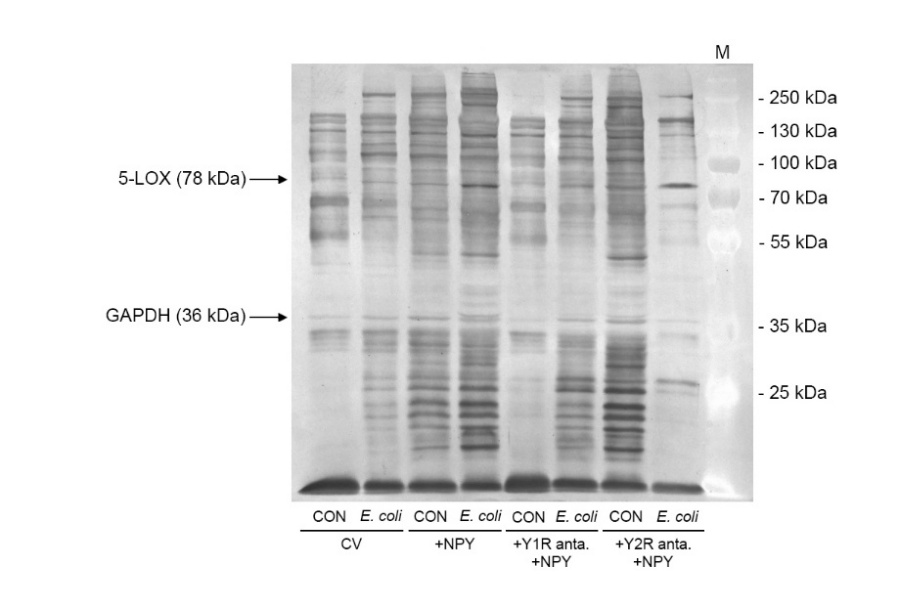 M
- 250 kDa
- 130 kDa
5-LOX (78 kDa)
- 100 kDa
- 70 kDa
- 55 kDa
GAPDH (36 kDa)
- 35 kDa
- 25 kDa
CON E. coli CON E. coli CON E. coli CON E. coli
CV +NPY +Y1R anta. +Y2R anta.
+NPY +NPY